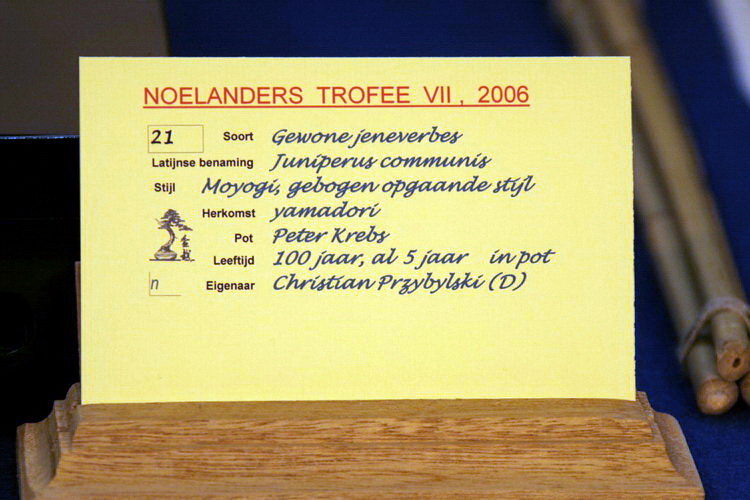 NOELANDERS TROFEE VII , 2006
21 Soort Gewone jeneverbes
Latijnse benaming Juniperus communis
Stijl Moyogi, gebogen opgaande stijl
Herkomst yamadori
Pot Peter Krebs
Leeftijd 100 jaar, al 5 jaar in pot
n Eigenaar Christian Przybylski (D)